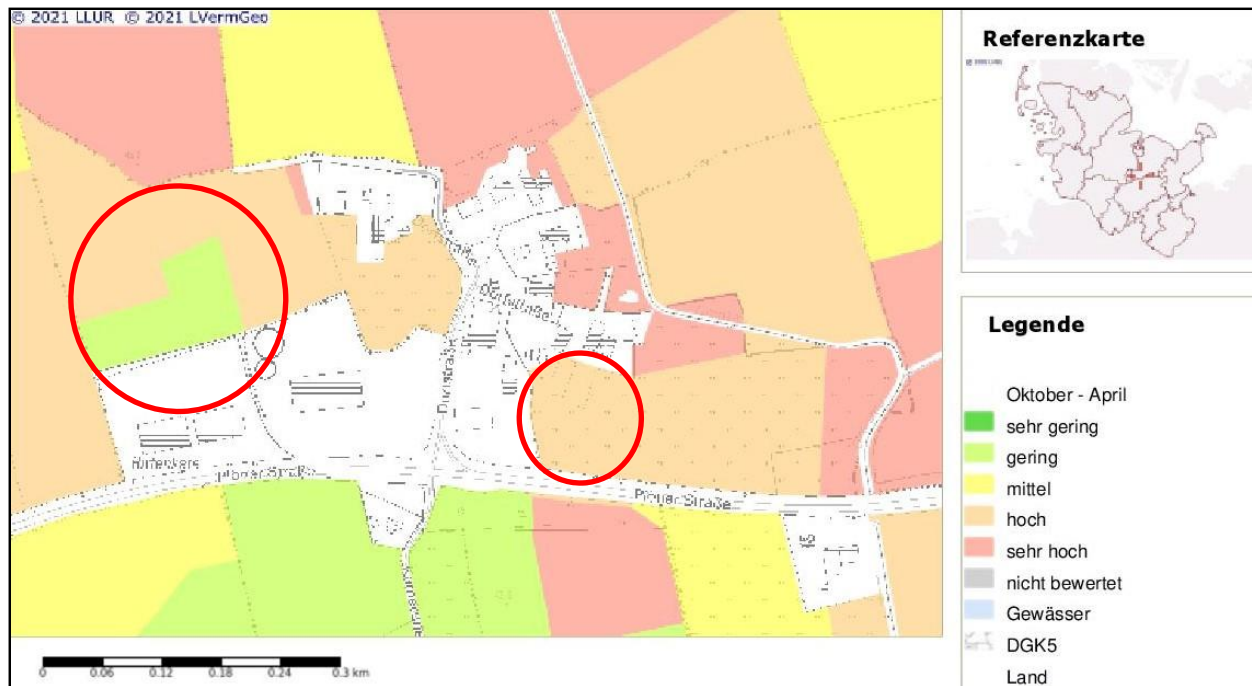 © 2021 LLUR © 2021 LVermGeo
Referenzkarte
Legende
Oktober - April
sehr gering
gering
mittel
hoch
sehr hoch
nicht bewertet
Gewässer
DGK5
Land
Dorfstraße
Plöner Straße
Plöner Straße
0 0.06 0.12 0.18 0.24 0.3 km